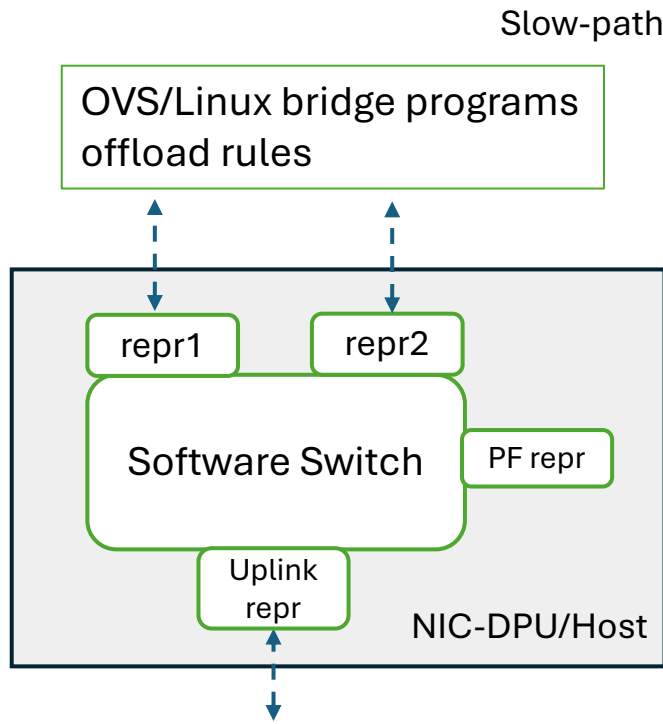 Slow-path
OVS/Linux bridge programs
offload rules
repr1
repr2
Software Switch
PF repr
Uplink
repr
NIC-DPU/Host